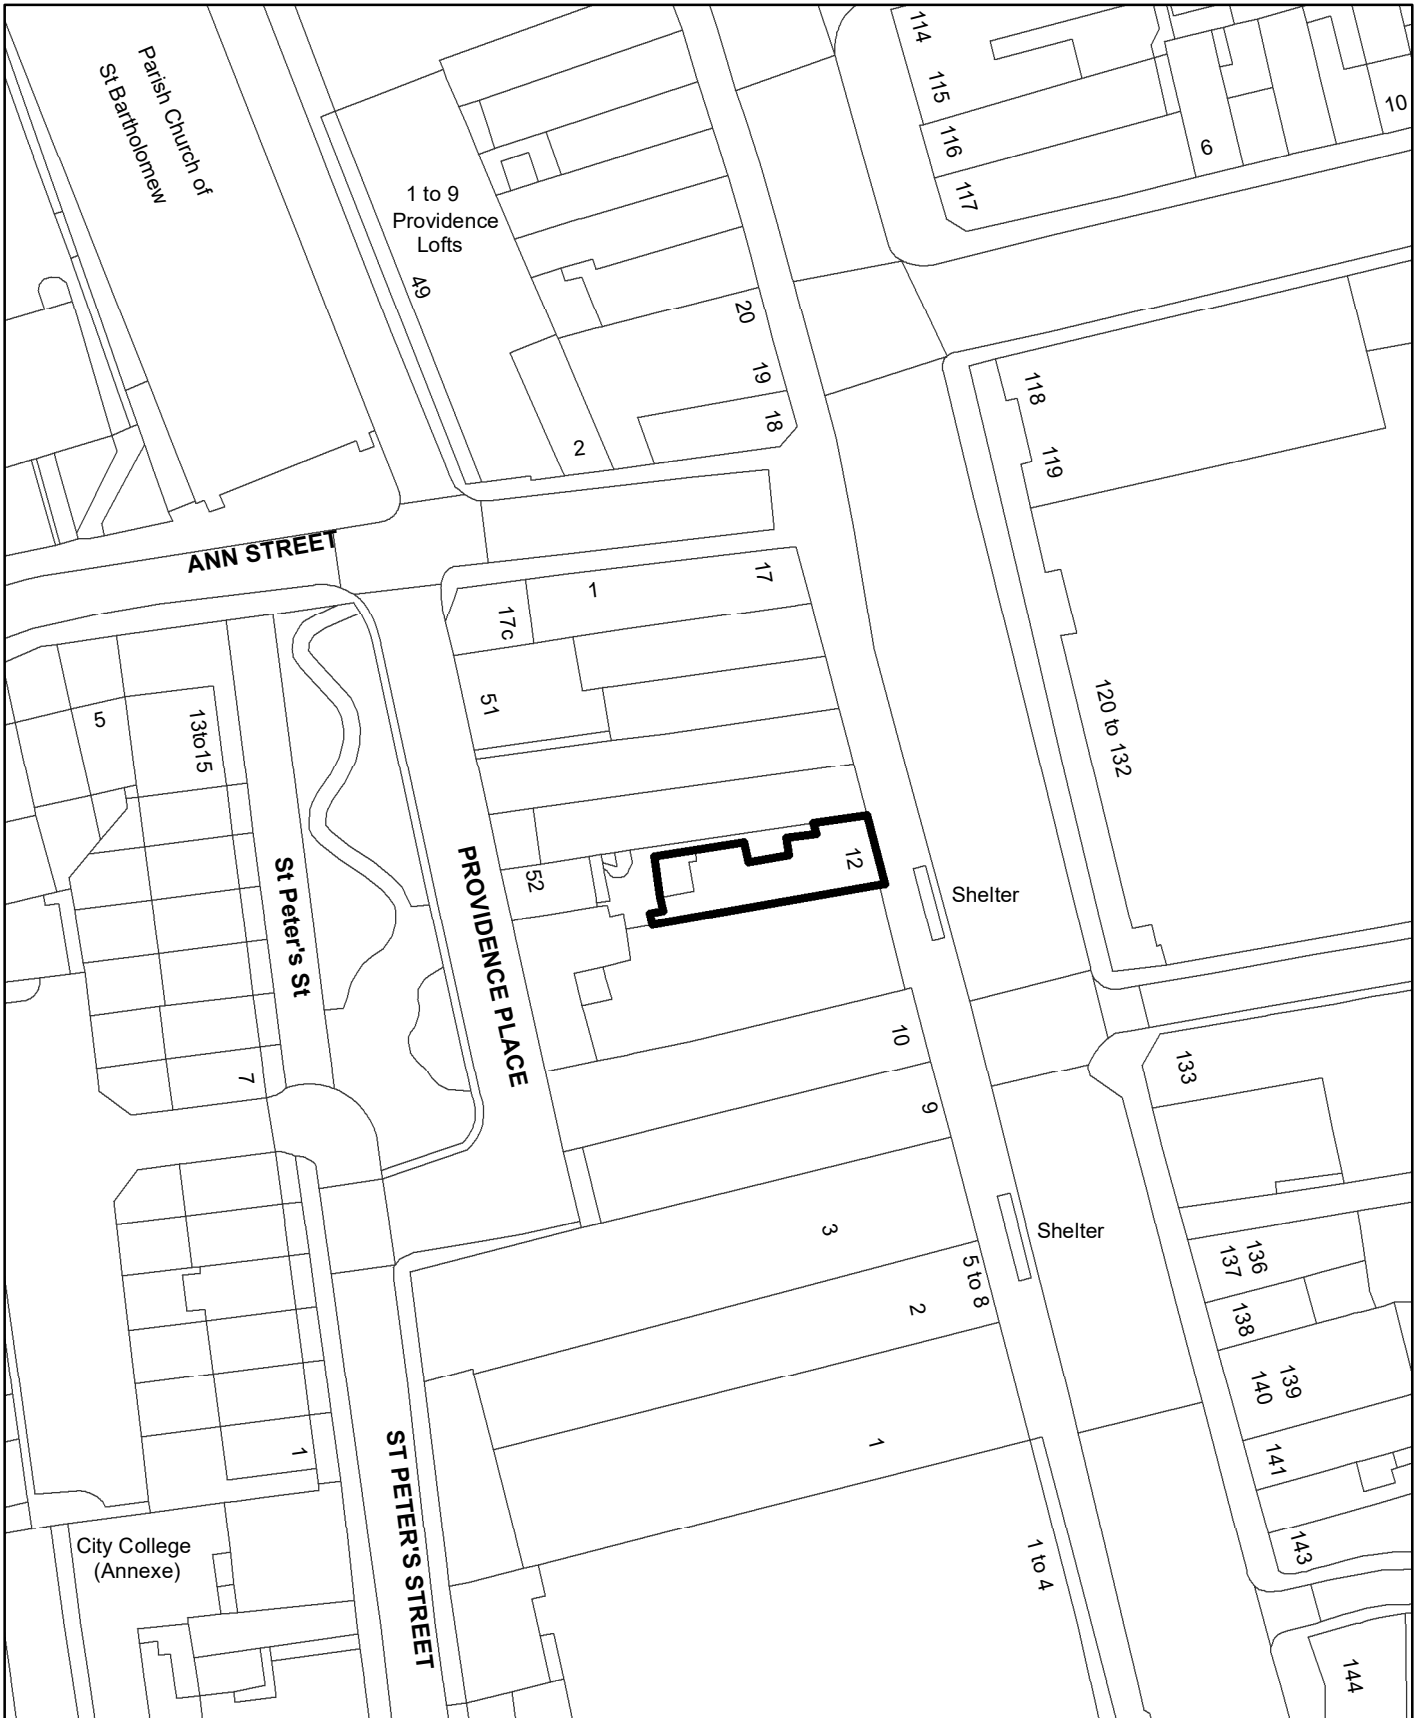 Parish Church of
St Bartholomew
1 to 9
Providence
Lofts
49
114
115
116
117
6
10
20
19
18
2
118
119
ANN STREET
17
1
17c
51
5
13to15
120 to 132
St Peter's St
PROVIDENCE PLACE
52
12
Shelter
10
9
7
133
3
Shelter
5 to 8
2
136
137
138
139
140
141
143
1
1
ST PETER'S STREET
City College
(Annexe)
1 to 4
144